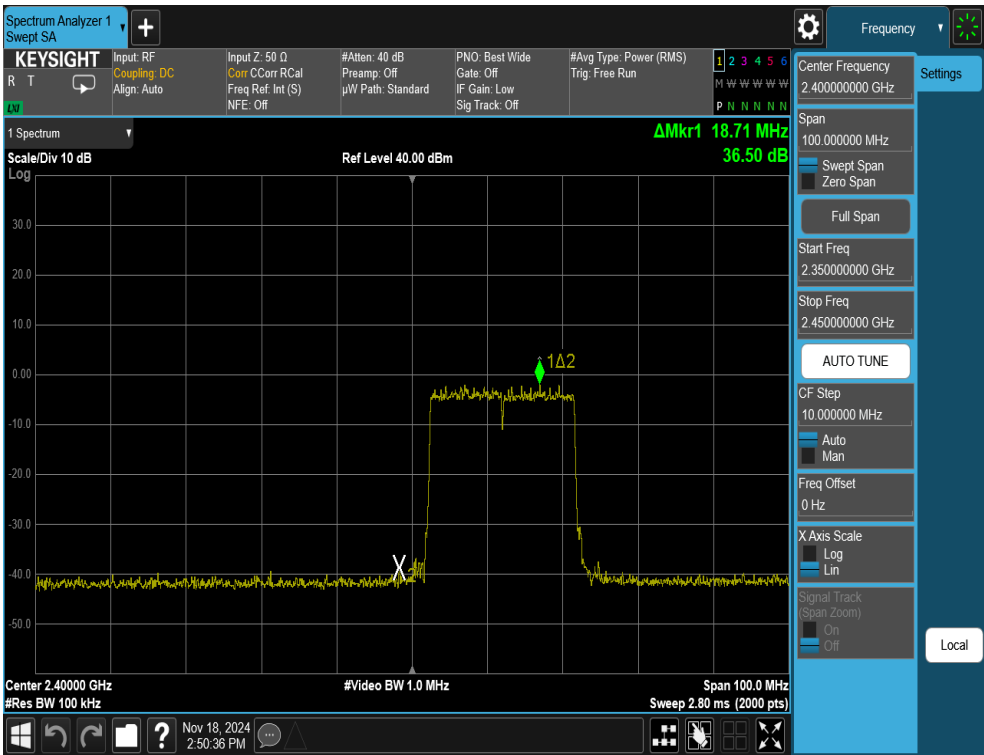 Spectrum Analyzer 1
Swept SA
+
Frequency
KEYSIGHT
R T
LXI
Input: RF
Coupling: DC
Align: Auto
Input Z: 50 Ω
Corr CCorr RCal
Freq Ref: Int (S)
NFE: Off
#Atten: 40 dB
Preamp: Off
µW Path: Standard
PNO: Best Wide
Gate: Off
IF Gain: Low
Sig Track: Off
#Avg Type: Power (RMS)
Trig: Free Run
1 2 3 4 5 6
M W W W W W
P N N N N N
1 Spectrum
ΔMkr1 18.71 MHz
36.50 dB
Scale/Div 10 dB
Ref Level 40.00 dBm
Log
30.0
20.0
10.0
0.00
-10.0
-20.0
-30.0
-40.0
-50.0
1Δ2
X
Center 2.40000 GHz
#Video BW 1.0 MHz
Span 100.0 MHz
#Res BW 100 kHz
Sweep 2.80 ms (2000 pts)
?
Nov 18, 2024
2:50:36 PM
Center Frequency
2.400000000 GHz
Settings
Span
100.000000 MHz
Swept Span
Zero Span
Full Span
Start Freq
2.350000000 GHz
Stop Freq
2.450000000 GHz
AUTO TUNE
CF Step
10.000000 MHz
Auto
Man
Freq Offset
0 Hz
X Axis Scale
Log
Lin
Signal Track
(Span Zoom)
On
Off
Local